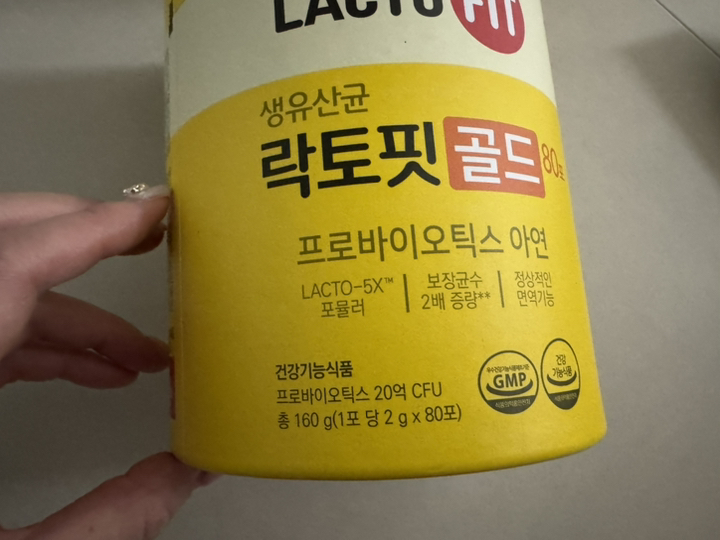 LACTO FIT
생유산균
락토핏 골드 80포
프로바이오틱스 아연
LACTO-5X™ 포뮬러
보장균수 2배 증량**
정상적인 면역기능
건강기능식품
프로바이오틱스 20억 CFU
총 160 g(1포 당 2 g x 80포)
GMP
건강
기능식품